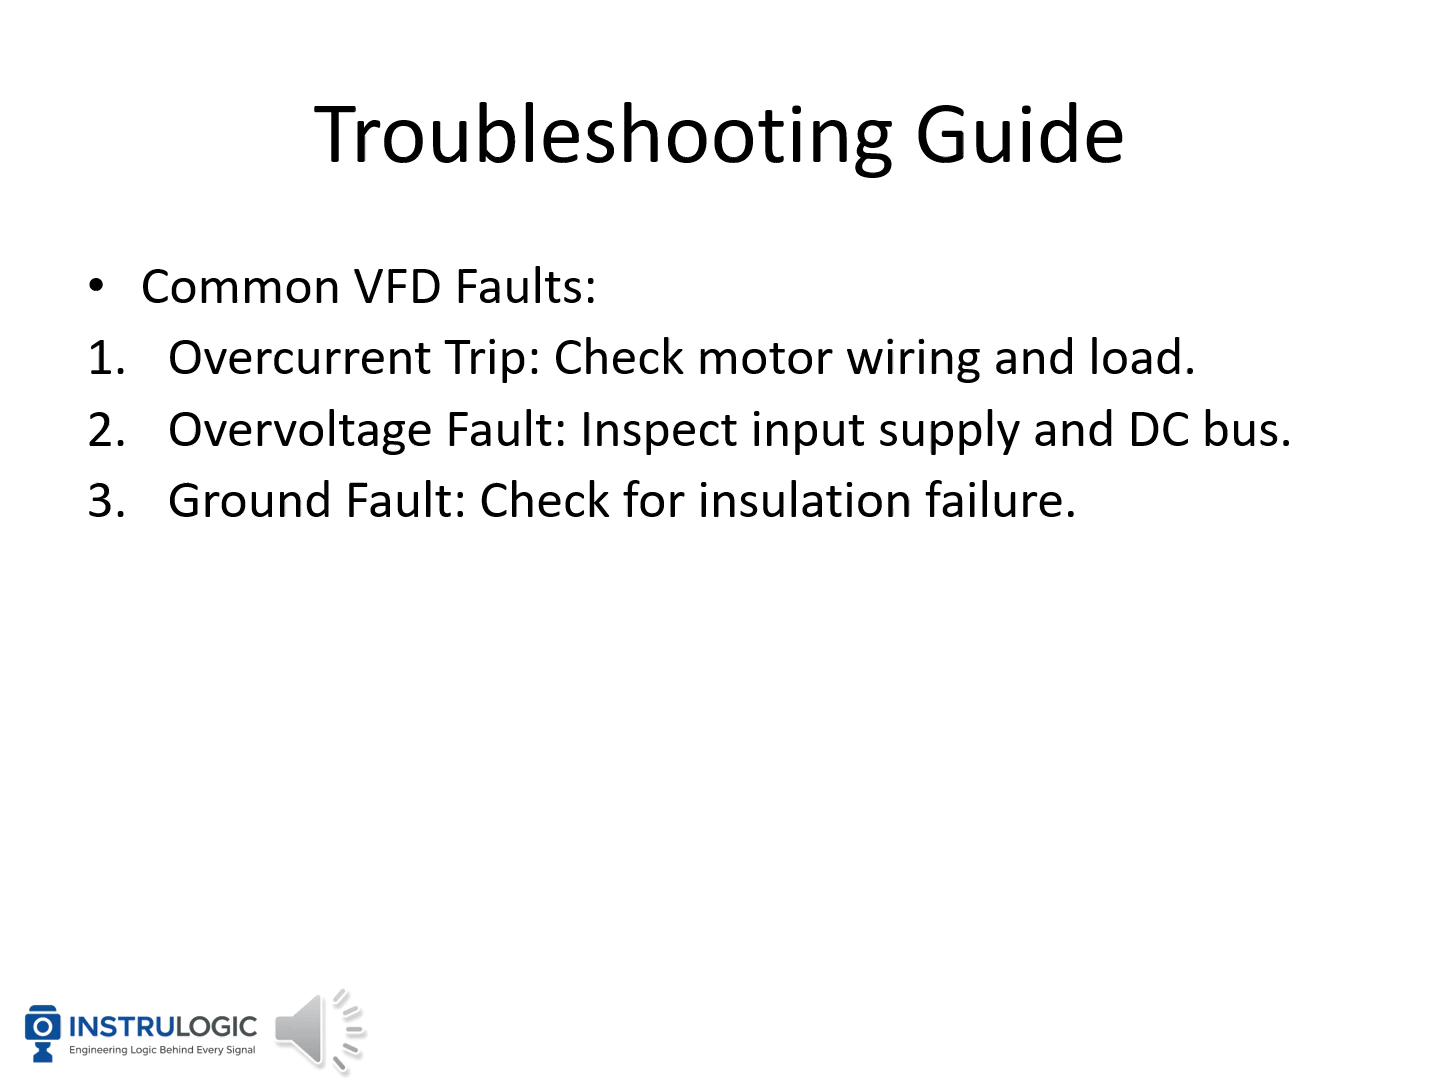 Troubleshooting Guide
• Common VFD Faults:
1. Overcurrent Trip: Check motor wiring and load.
2. Overvoltage Fault: Inspect input supply and DC bus.
3. Ground Fault: Check for insulation failure.
INSTRULOGIC
Engineering Logic Behind Every Signal